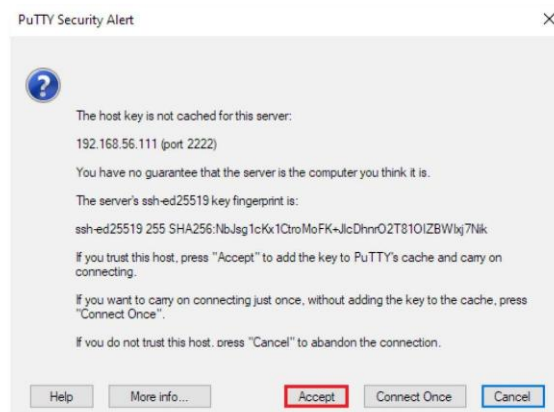 PuTTY Security Alert
The host key is not cached for this server:
192.168.56.111 (port 2222)
You have no guarantee that the server is the computer you think it is.
The server's ssh-ed25519 key fingerprint is:
ssh-ed25519 255 SHA256:NbJsg1cKx1CtroMoFK+JlcDhnrO2T81OIZBWlxj7Nik
If you trust this host, press "Accept" to add the key to PuTTY's cache and carry on
connecting.
If you want to carry on connecting just once, without adding the key to the cache, press
"Connect Once".
If you do not trust this host, press "Cancel" to abandon the connection.
Help More info... Accept Connect Once Cancel